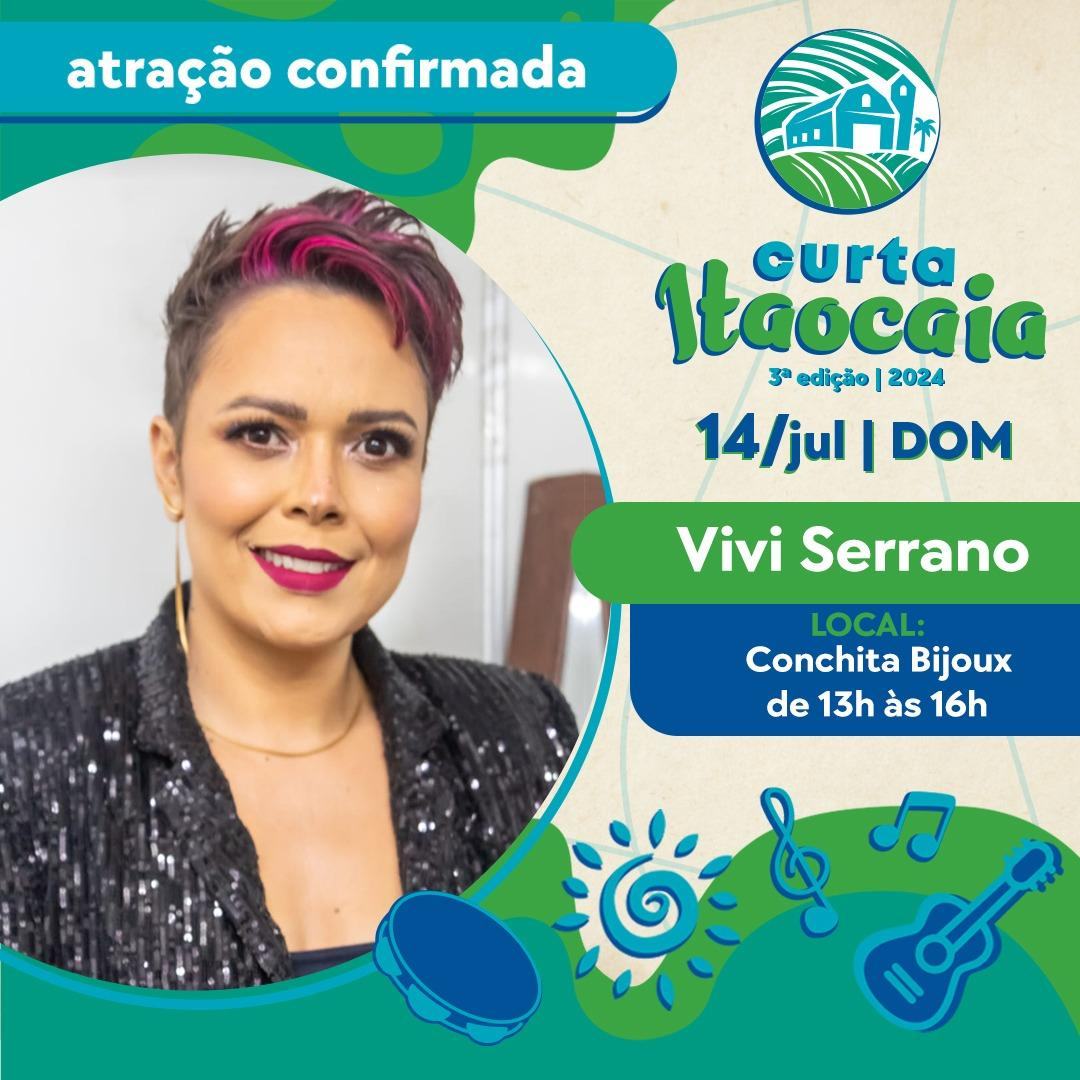 atração confirmada
curta
Itaocaia
3ª edição | 2024
14/jul | DOM
Vivi Serrano
LOCAL:
Conchita Bijoux
de 13h às 16h